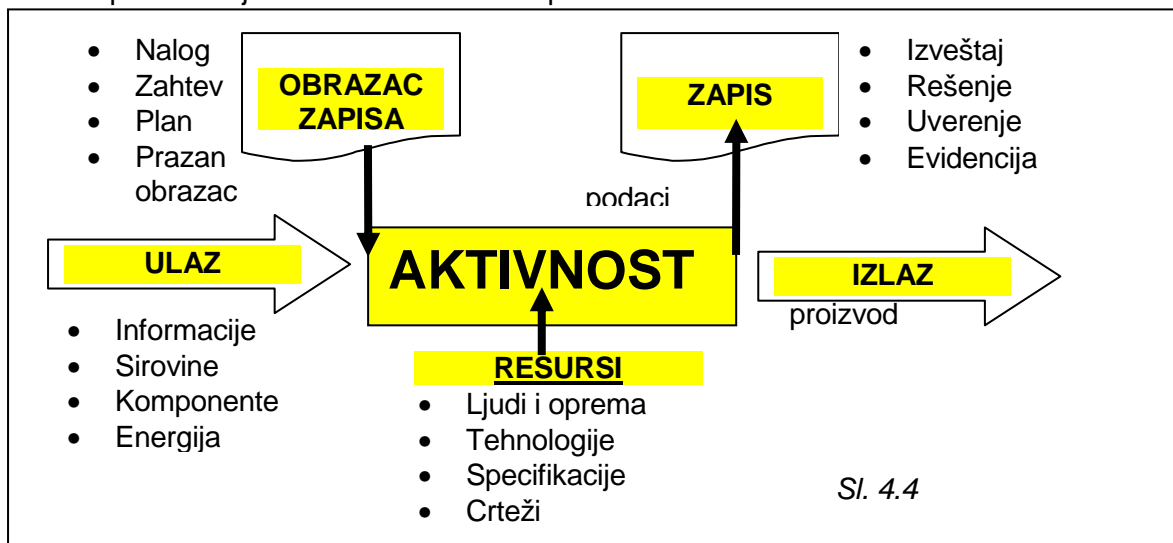 • Nalog
• Zahtev
• Plan
• Prazan
obrazac
OBRAZAC
ZAPISA
ZAPIS
• Izveštaj
• Rešenje
• Uverenje
• Evidencija
podaci
ULAZ
AKTIVNOST
IZLAZ
proizvod
• Informacije
• Sirovine
• Komponente
• Energija
RESURSI
• Ljudi i oprema
• Tehnologije
• Specifikacije
• Crteži
Sl. 4.4